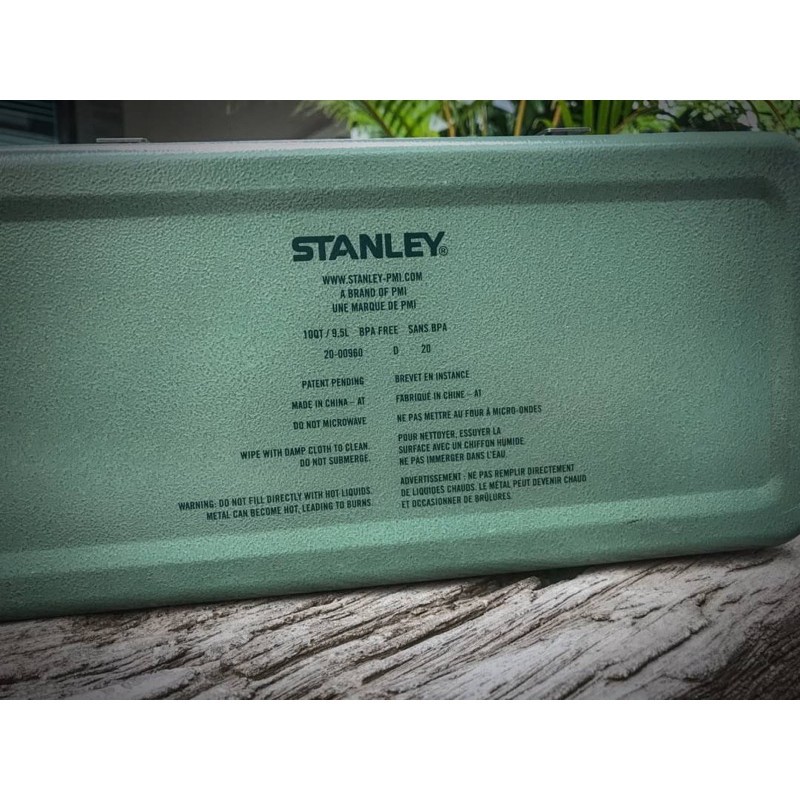 STANLEY®
WWW.STANLEY-PMI.COM
A BRAND OF PMI
UNE MARQUE DE PMI
10QT / 9.5L BPA FREE SANS BPA
20-00960 D 20
PATENT PENDING
MADE IN CHINA – A1
DO NOT MICROWAVE
WIPE WITH DAMP CLOTH TO CLEAN.
DO NOT SUBMERGE.
WARNING: DO NOT FILL DIRECTLY WITH HOT LIQUIDS.
METAL CAN BECOME HOT, LEADING TO BURNS.
BREVET EN INSTANCE
FABRIQUÉ EN CHINE – A1
NE PAS METTRE AU FOUR À MICRO-ONDES
POUR NETTOYER, ESSUYER LA
SURFACE AVEC UN CHIFFON HUMIDE.
NE PAS IMMERGER DANS L'EAU.
ADVERTISSEMENT : NE PAS REMPLIR DIRECTEMENT
DE LIQUIDES CHAUDS. LE MÉTAL PEUT DEVENIR CHAUD
ET OCCASIONNER DE BRÛLURES.